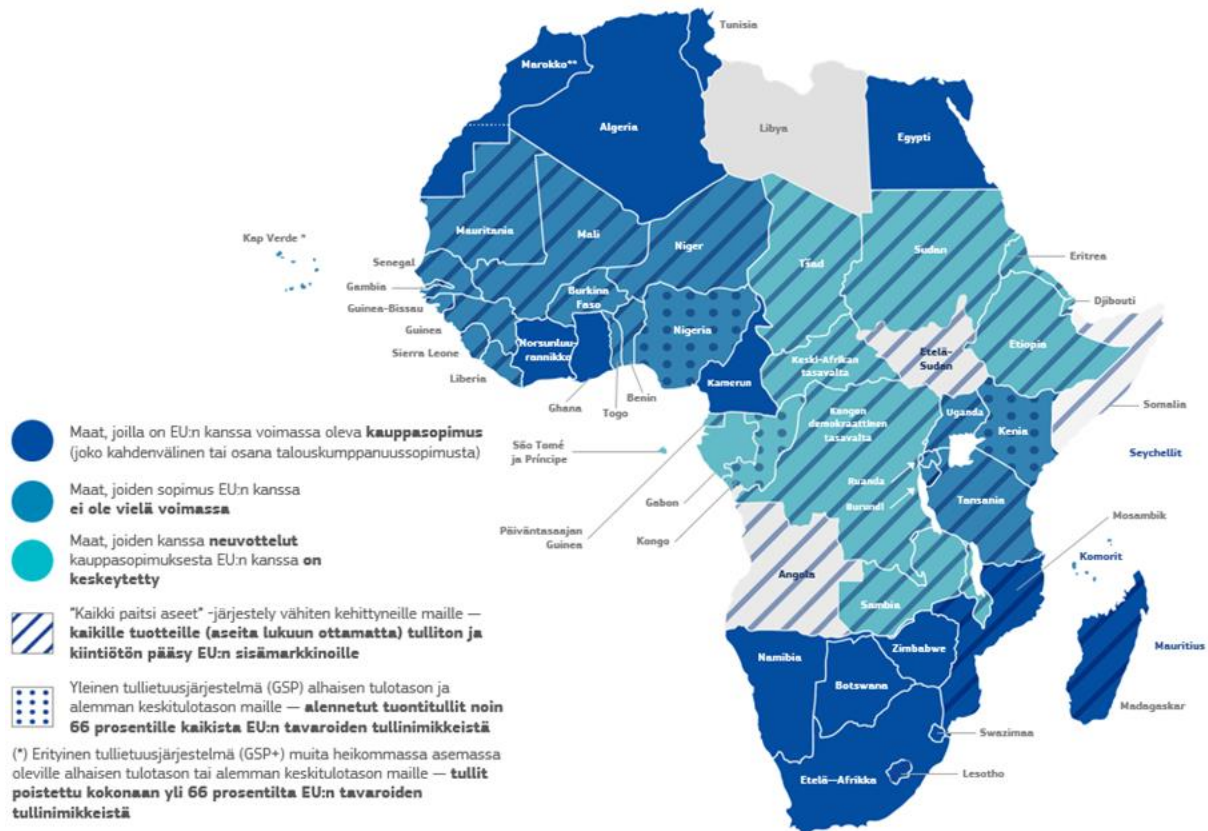 Tunisia
Marokko**
Algeria
Libya
Egypti
Mauritania
Mali
Niger
Tšad
Sudan
Eritrea
Kap Verde *
Senegal
Gambia
Guinea-Bissau
Guinea
Sierra Leone
Liberia
Burkina
Faso
Nigeria
Djibouti
Norsunluu-
rannikko
Kamerun
Keski-Afrikan
tasavalta
Etelä-
Sudan
Etiopia
Ghana
Togo
Benin
Somalia
Kongon
demokraattinen
tasavalta
Uganda
Kenia
São Tomé
ja Príncipe
Gabon
Ruanda
Burundi
Seychellit
Tansania
Päiväntasaajan
Guinea
Kongo
Mosambik
Komorit
Angola
Sambia
Mauritius
Namibia
Zimbabwe
Botswana
Madagaskar
Swazimaa
Etelä-Afrikka
Lesotho
Maat, joilla on EU:n kanssa voimassa oleva kauppasopimus
(joko kahdenvälinen tai osana talouskumppanuussopimusta)
Maat, joiden sopimus EU:n kanssa
ei ole vielä voimassa
Maat, joiden kanssa neuvottelut
kauppasopimuksesta EU:n kanssa on
keskeytetty
"Kaikki paitsi aseet" -järjestely vähiten kehittyneille maille —
kaikille tuotteille (aseita lukuun ottamatta) tulliton ja
kiintiötön pääsy EU:n sisämarkkinoille
Yleinen tullietuusjärjestelmä (GSP) alhaisen tulotason ja
alemman keskitulotason maille — alennetut tuontitullit noin
66 prosentille kaikista EU:n tavaroiden tullinimikkeistä
(*) Erityinen tullietuusjärjestelmä (GSP+) muita heikommassa asemassa
oleville alhaisen tulotason tai alemman keskitulotason maille — tullit
poistettu kokonaan yli 66 prosentilta EU:n tavaroiden
tullinimikkeistä